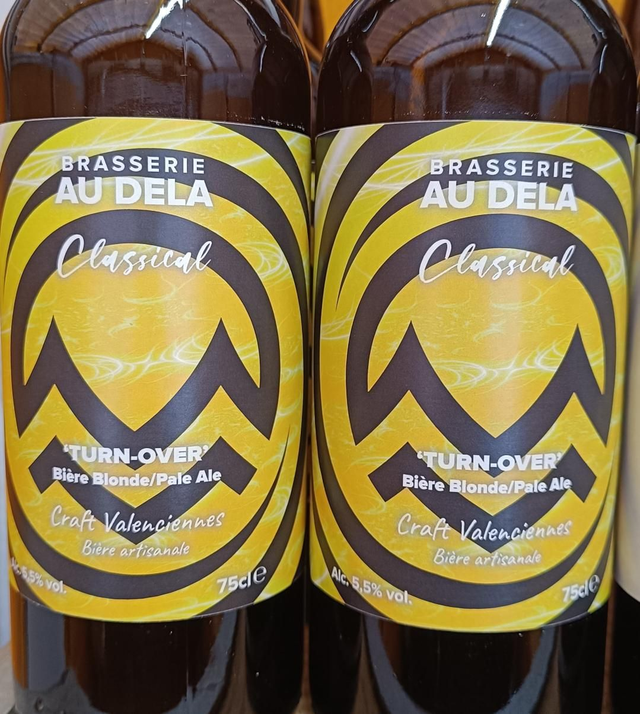 BRASSERIE
AU DELA
Classical
‘TURN-OVER’
Bière Blonde/Pale Ale
Craft Valenciennes
Bière artisanale
Alc. 5,5% vol.
75cl℮
BRASSERIE
AU DELA
Classical
‘TURN-OVER’
Bière Blonde/Pale Ale
Craft Valenciennes
Bière artisanale
Alc. 5,5% vol.
75cl℮